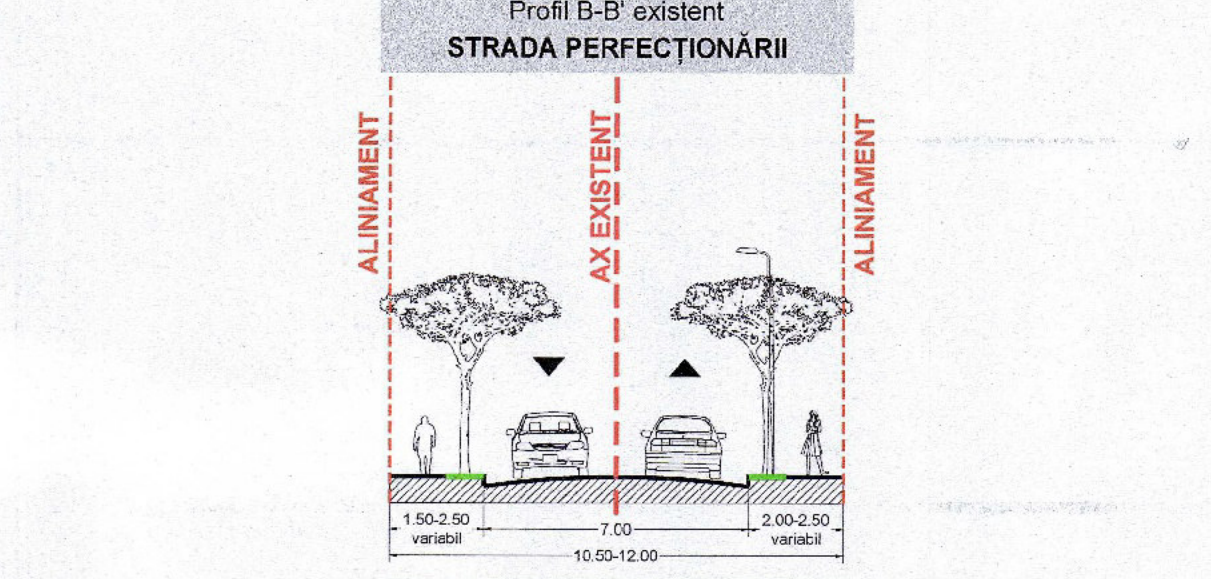 Profil B-B' existent
STRADA PERFECȚIONĂRII
ALINIAMENT
AX EXISTENT
ALINIAMENT
1.50-2.50
variabil
7.00
2.00-2.50
variabil
10.50-12.00